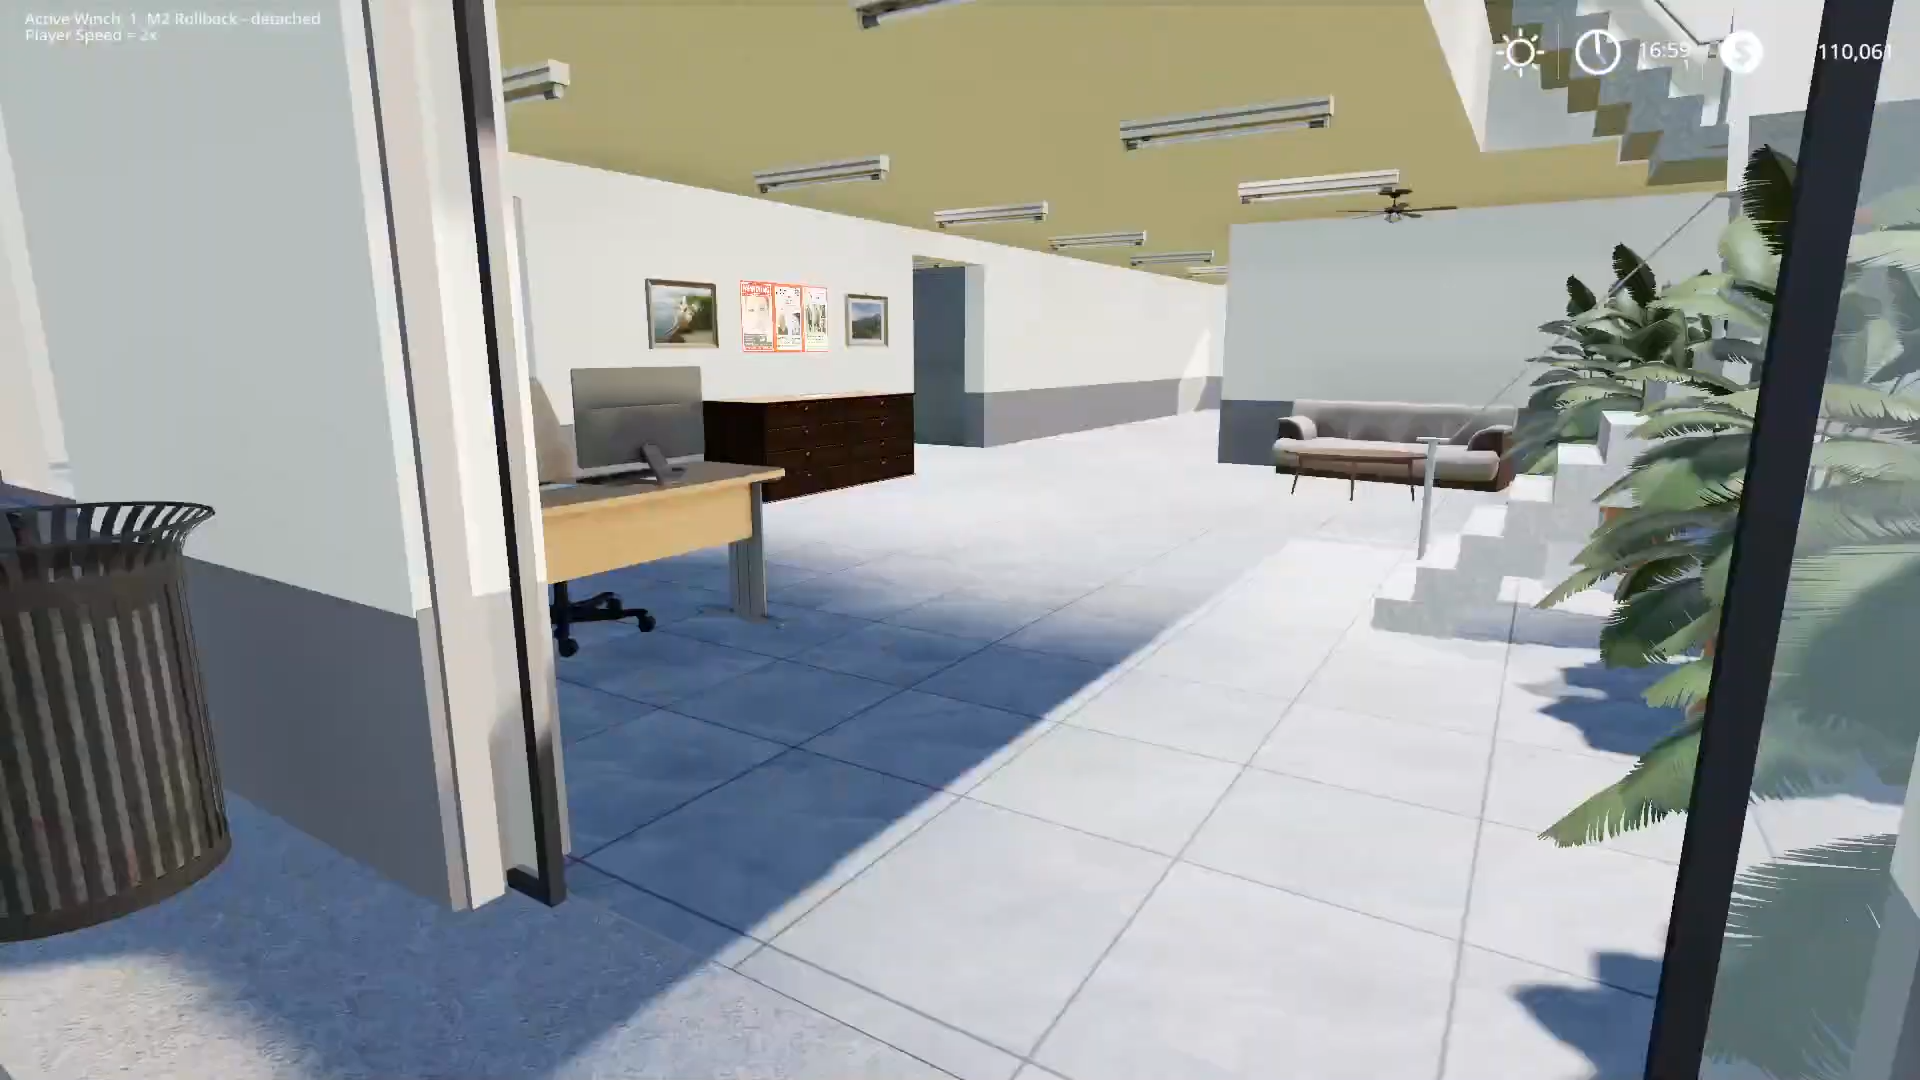 Active Winch: 1, M2 Rollback - detached
Player Speed = 2x
16:59
110,061